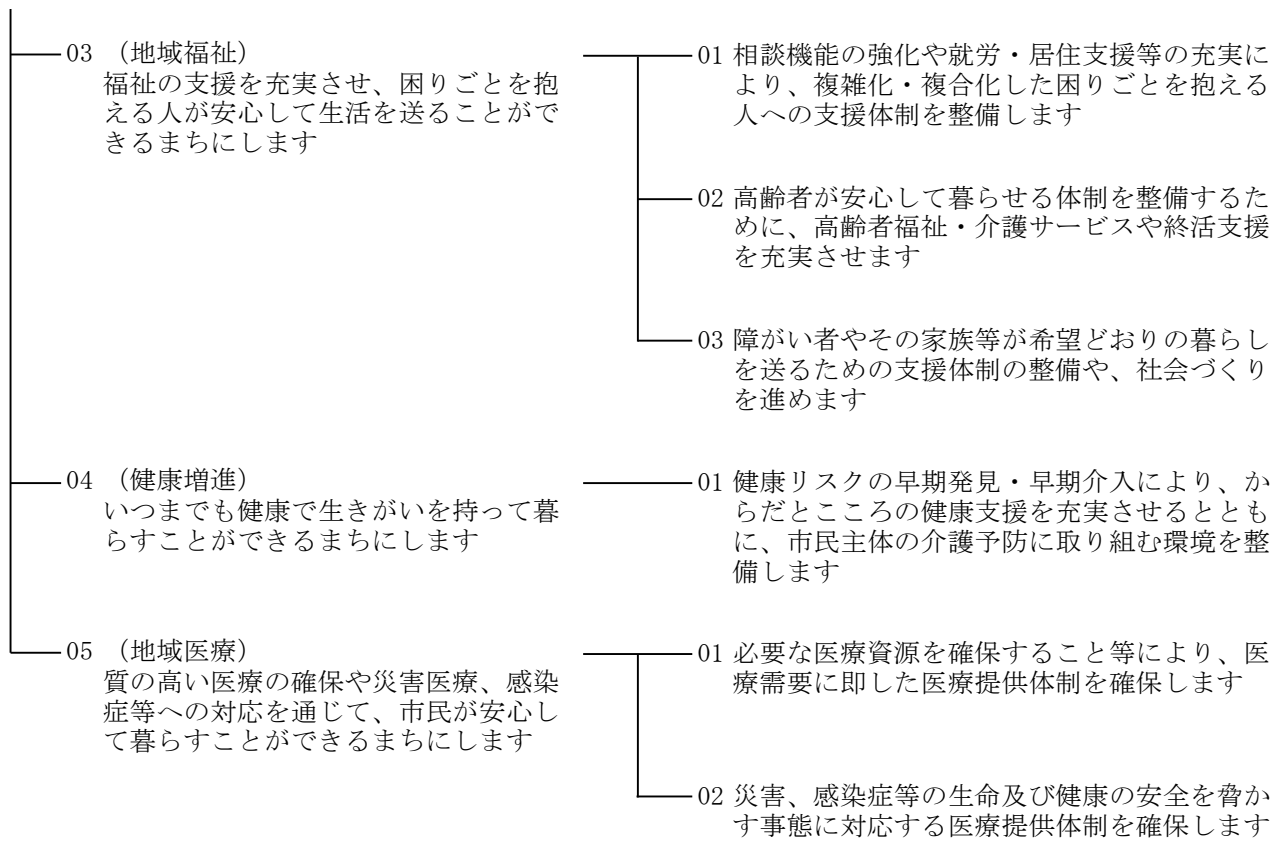 03 （地域福祉）
福祉の支援を充実させ、困りごとを抱
える人が安心して生活を送ることがで
きるまちにします
01 相談機能の強化や就労・居住支援等の充実に
より、複雑化・複合化した困りごとを抱える
人への支援体制を整備します
02 高齢者が安心して暮らせる体制を整備するた
めに、高齢者福祉・介護サービスや終活支援
を充実させます
03 障がい者やその家族等が希望どおりの暮らし
を送るための支援体制の整備や、社会づくり
を進めます
04 （健康増進）
いつまでも健康で生きがいを持って暮
らすことができるまちにします
01 健康リスクの早期発見・早期介入により、か
らだとこころの健康支援を充実させるととも
に、市民主体の介護予防に取り組む環境を整
備します
05 （地域医療）
質の高い医療の確保や災害医療、感染
症等への対応を通じて、市民が安心し
て暮らすことができるまちにします
01 必要な医療資源を確保すること等により、医
療需要に即した医療提供体制を確保します
02 災害、感染症等の生命及び健康の安全を脅か
す事態に対応する医療提供体制を確保します